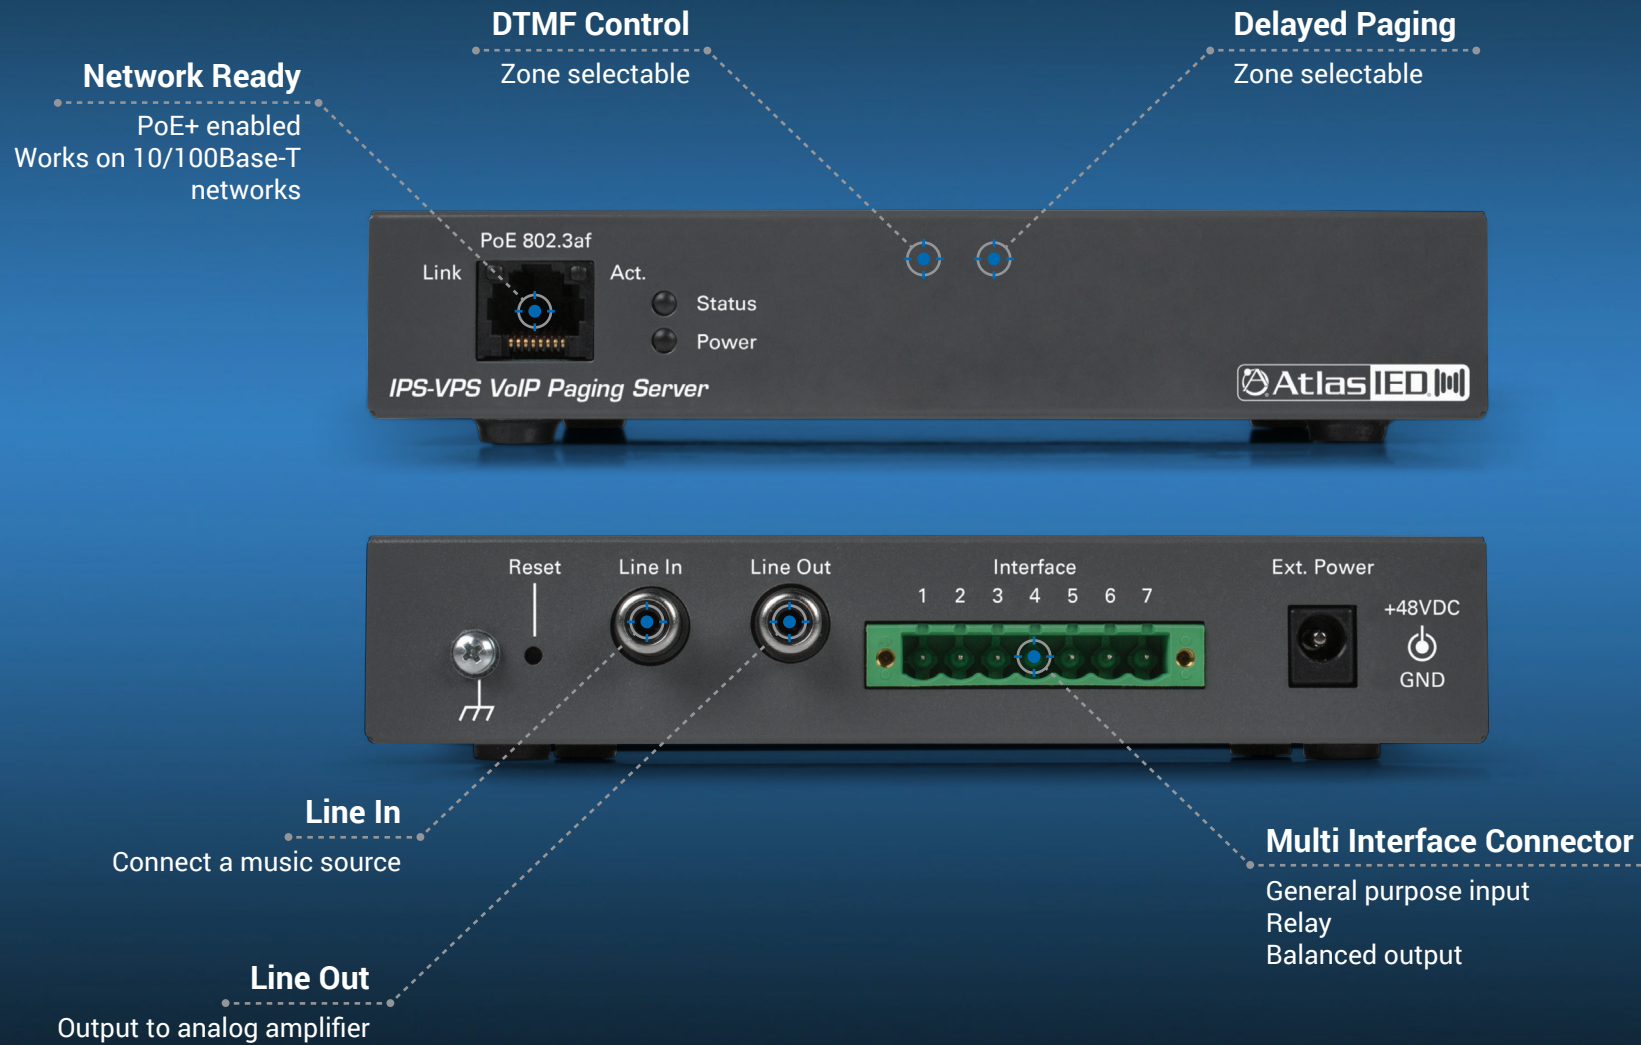 DTMF Control
Zone selectable
Delayed Paging
Zone selectable
Network Ready
PoE+ enabled
Works on 10/100Base-T
networks
PoE 802.3af
Link
Act.
Status
Power
IPS-VPS VoIP Paging Server
AtlasIED
Reset
Line In
Line Out
Interface
1 2 3 4 5 6 7
Ext. Power
+48VDC
GND
Line In
Connect a music source
Line Out
Output to analog amplifier
Multi Interface Connector
General purpose input
Relay
Balanced output